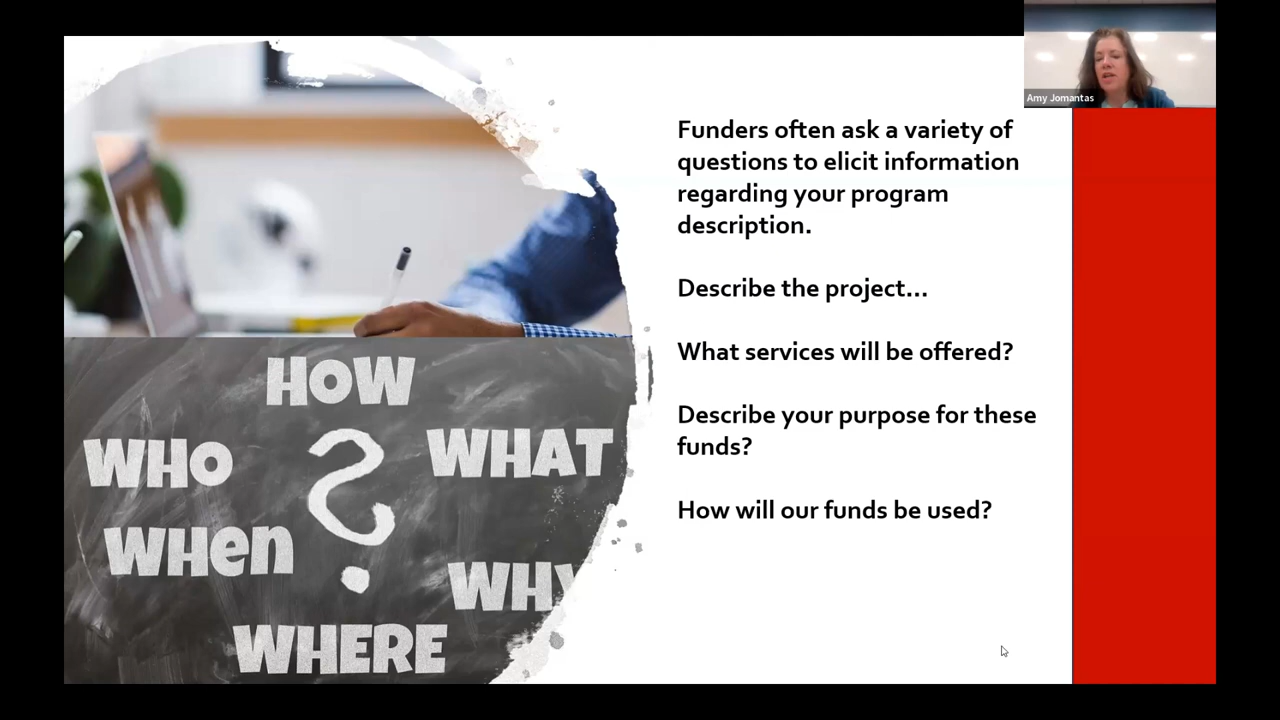 Amy Jomantas
Funders often ask a variety of
questions to elicit information
regarding your program
description.
Describe the project...
What services will be offered?
Describe your purpose for these
funds?
How will our funds be used?
HOW
WHO
WHAT
WHen
WHY
WHERE